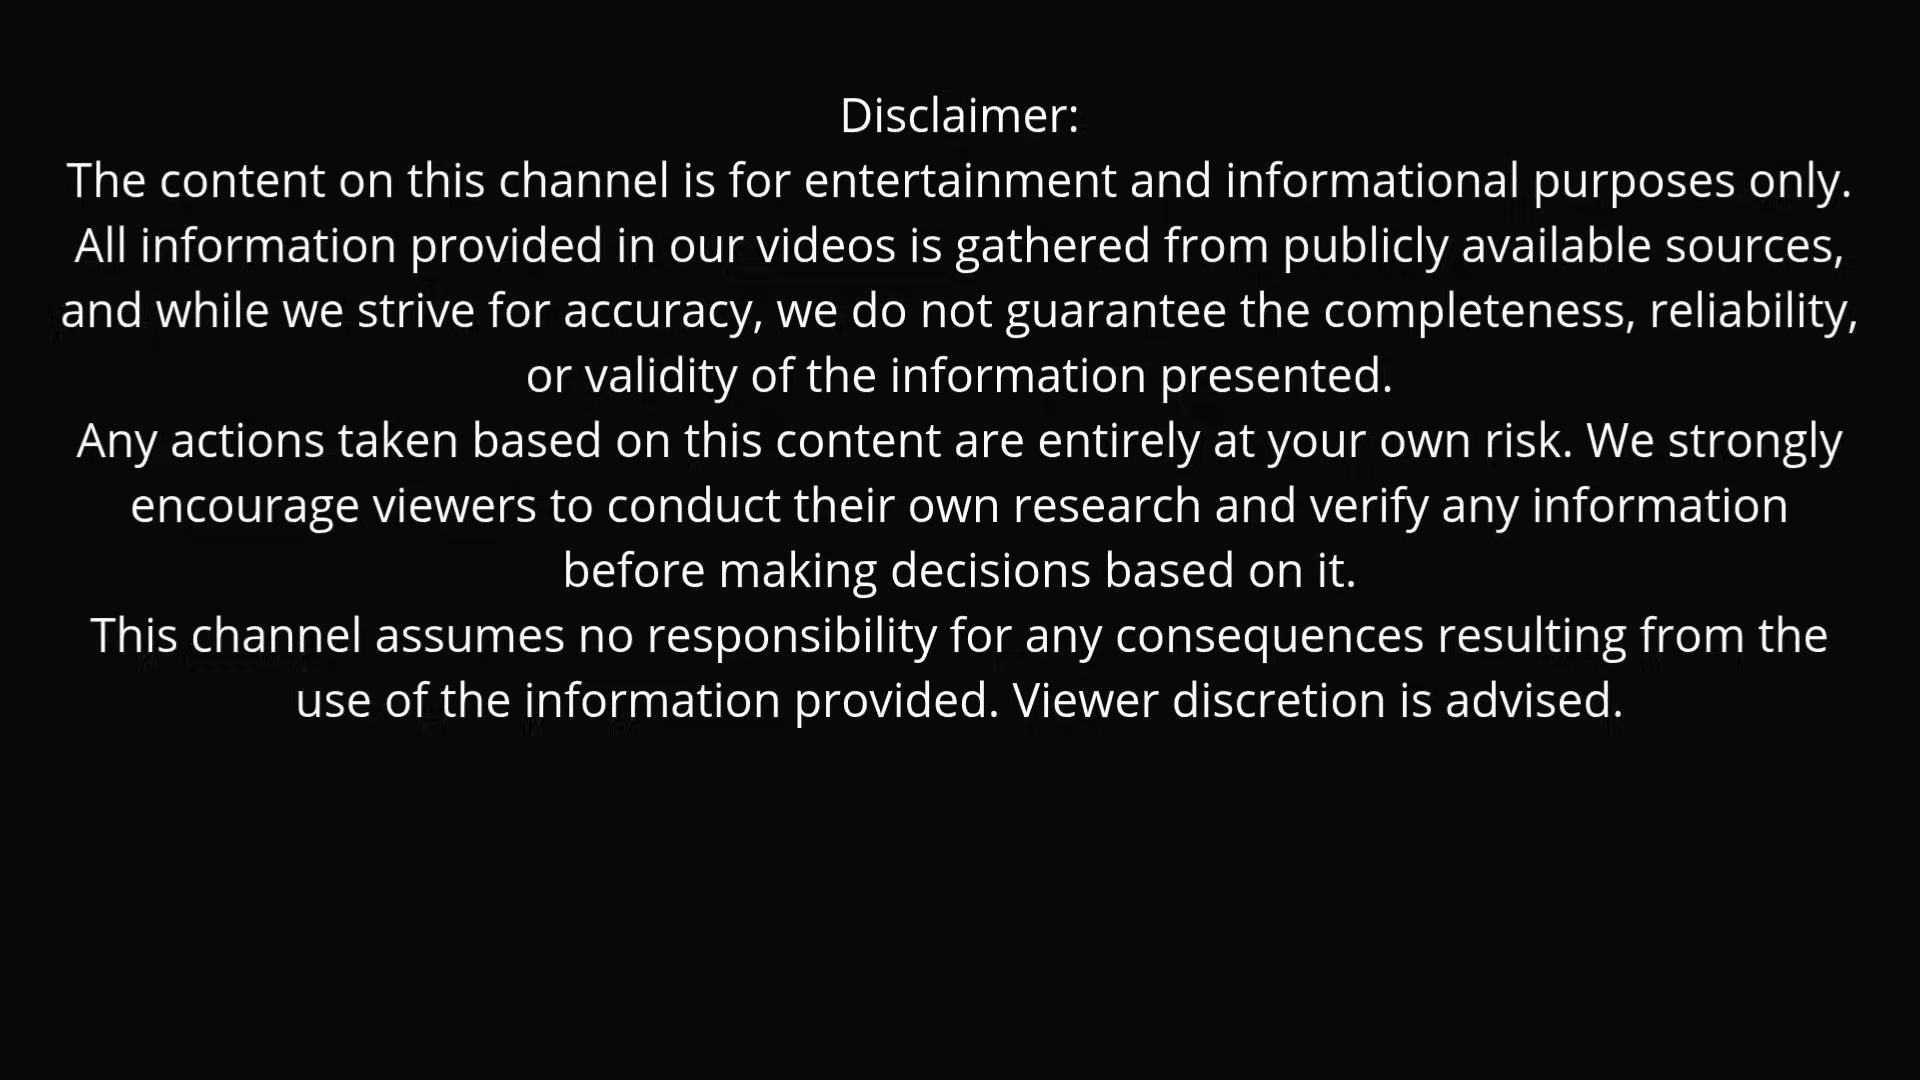 Disclaimer:
The content on this channel is for entertainment and informational purposes only.
All information provided in our videos is gathered from publicly available sources,
and while we strive for accuracy, we do not guarantee the completeness, reliability,
or validity of the information presented.
Any actions taken based on this content are entirely at your own risk. We strongly
encourage viewers to conduct their own research and verify any information
before making decisions based on it.
This channel assumes no responsibility for any consequences resulting from the
use of the information provided. Viewer discretion is advised.